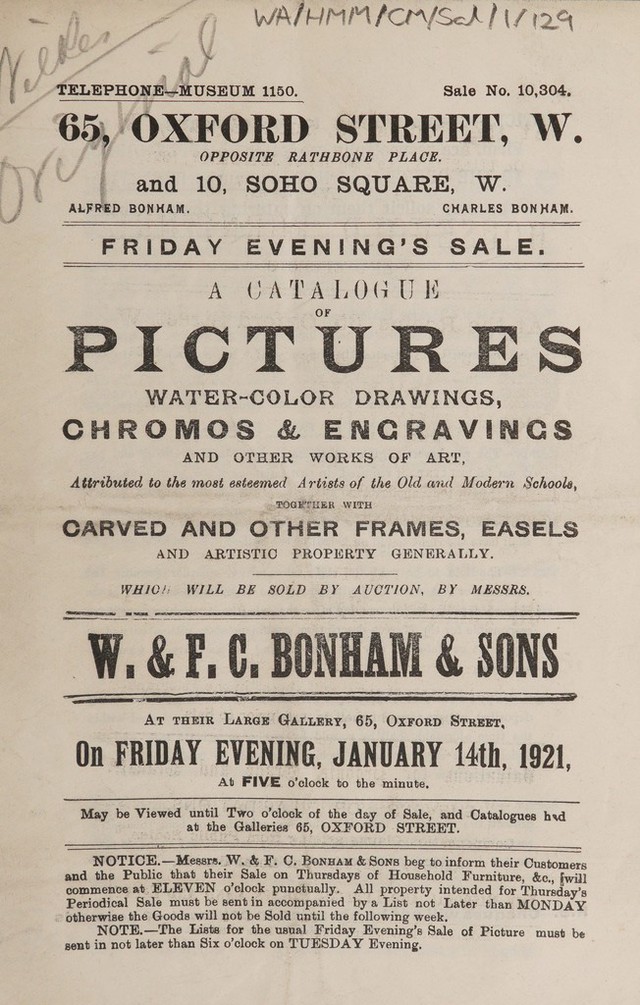 WA/HMM/CM/Sal/1/129
Original
TELEPHONE—MUSEUM 1150. Sale No. 10,304.
65, OXFORD STREET, W.
OPPOSITE RATHBONE PLACE.
and 10, SOHO SQUARE, W.
ALFRED BONHAM. CHARLES BONHAM.
FRIDAY EVENING'S SALE.
A CATALOGUE
OF
PICTURES
WATER-COLOR DRAWINGS,
CHROMOS & ENGRAVINGS
AND OTHER WORKS OF ART,
Attributed to the most esteemed Artists of the Old and Modern Schools,
TOGETHER WITH
CARVED AND OTHER FRAMES, EASELS
AND ARTISTIC PROPERTY GENERALLY.
WHICH WILL BE SOLD BY AUCTION, BY MESSRS.
W. & F. C. BONHAM & SONS
AT THEIR LARGE GALLERY, 65, OXFORD STREET,
On FRIDAY EVENING, JANUARY 14th, 1921,
At FIVE o'clock to the minute.
May be Viewed until Two o'clock of the day of Sale, and Catalogues had
at the Galleries 65, OXFORD STREET.
NOTICE.—Messrs. W. & F. C. BONHAM & SONS beg to inform their Customers
and the Public that their Sale on Thursdays of Household Furniture, &c., will
commence at ELEVEN o'clock punctually. All property intended for Thursday's
Periodical Sale must be sent in accompanied by a List not Later than MONDAY
otherwise the Goods will not be Sold until the following week.
NOTE.—The Lists for the usual Friday Evening's Sale of Picture must be
sent in not later than Six o'clock on TUESDAY Evening.